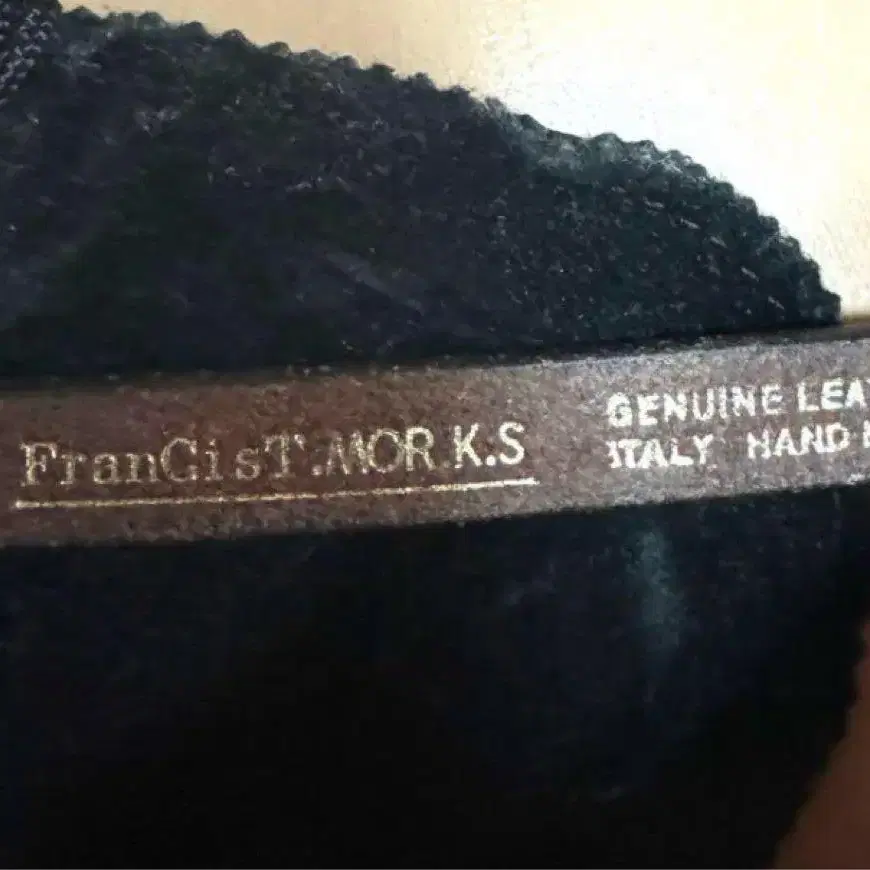 FranCisT.MOR.K.S
GENUINE LEA
ITALY HAND